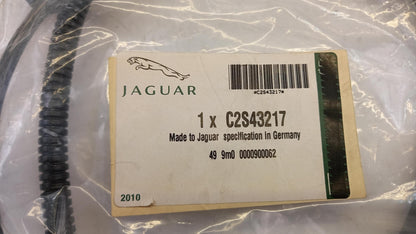 JAGUAR
*C2S43217*
1 x C2S43217
Made to Jaguar specification in Germany
49 9m0 0000900062
2010